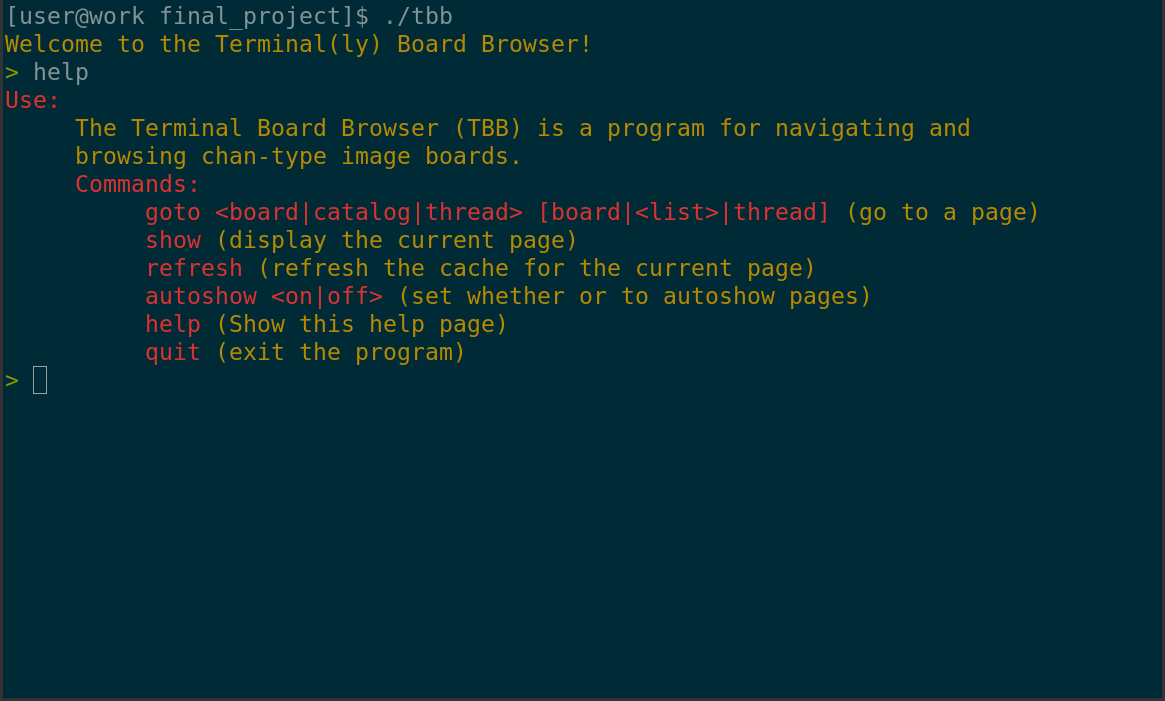 [user@work final_project]$ ./tbb
Welcome to the Terminal(ly) Board Browser!
> help
Use:
The Terminal Board Browser (TBB) is a program for navigating and
browsing chan-type image boards.
Commands:
goto <board|catalog|thread> [board|<list>|thread] (go to a page)
show (display the current page)
refresh (refresh the cache for the current page)
autoshow <on|off> (set whether or to autoshow pages)
help (Show this help page)
quit (exit the program)
>